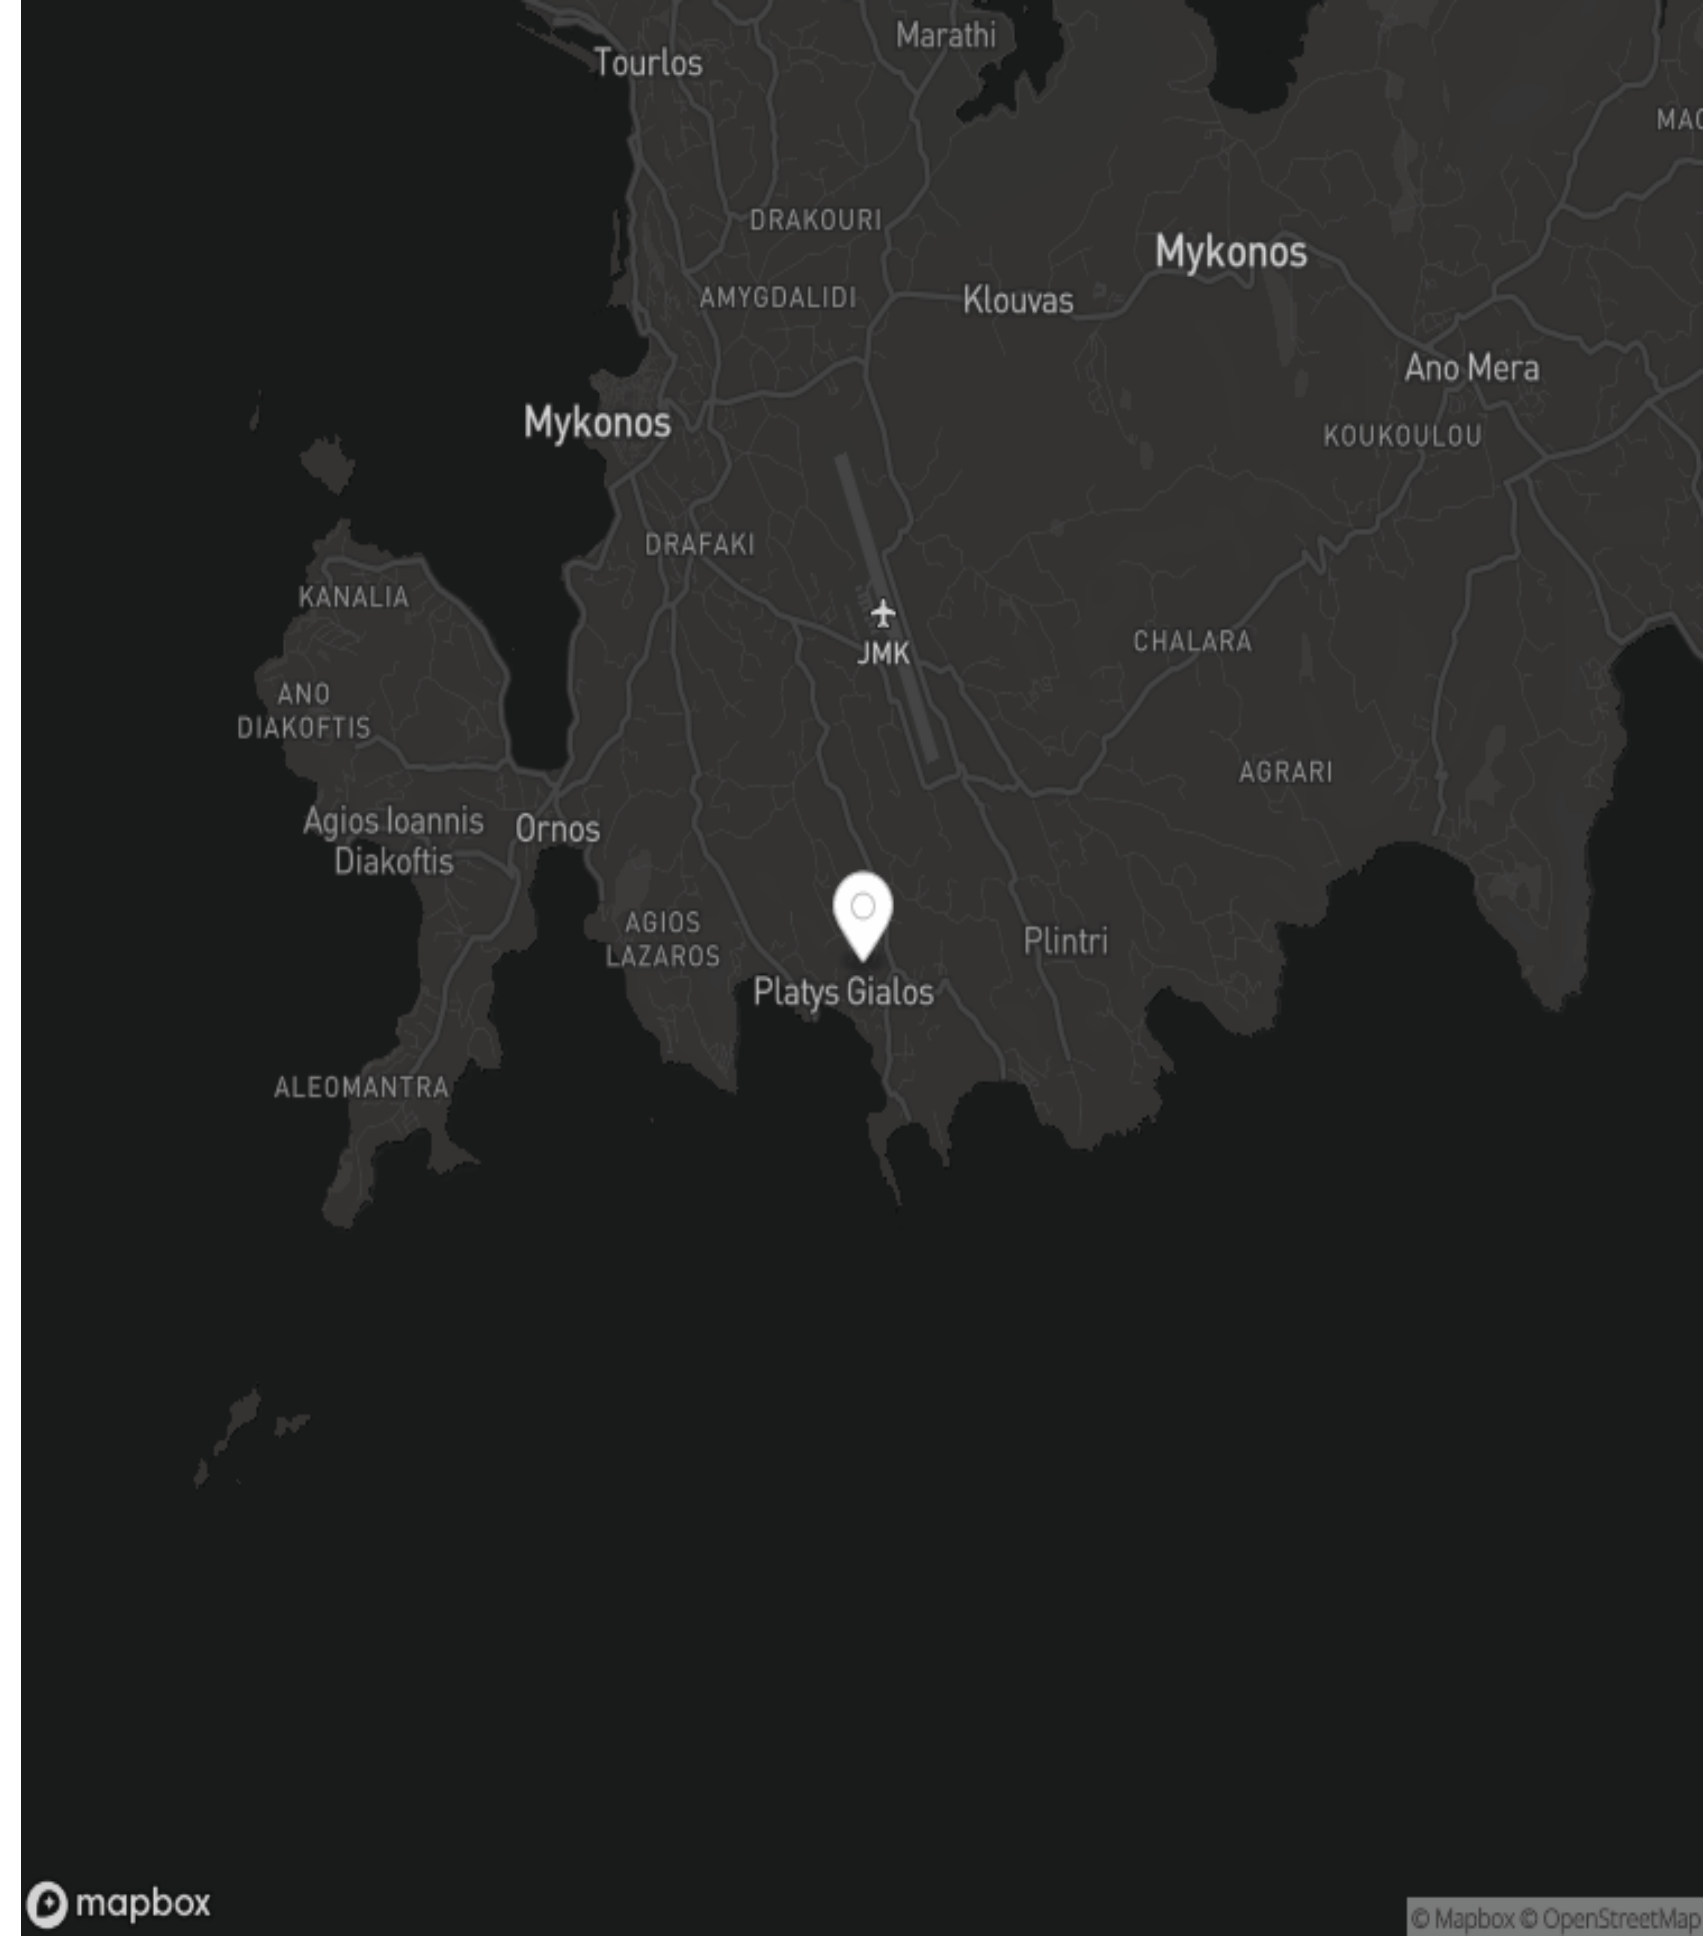 Marathi
Tourlos
MAO
DRAKOURI
Mykonos
AMYGDALIDI
Klouvas
Ano Mera
Mykonos
KOUKOULOU
DRAFAKI
KANALIA
CHALARA
JMK
ANO
DIAKOFTIS
AGRARI
Agios Ioannis
Diakoftis
Ornos
AGIOS
LAZAROS
Plintri
Platys Gialos
ALEOMANTRA
mapbox
© Mapbox © OpenStreetMap